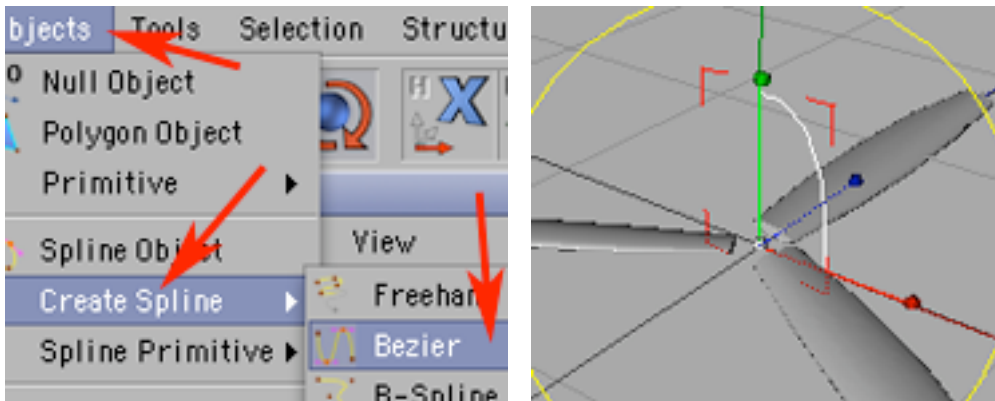 bjects Tools Selection Structu
Null Object
Polygon Object
Primitive
Spline Object
View
Create Spline
Freehan
Spline Primitive
Bezier
B-Spline